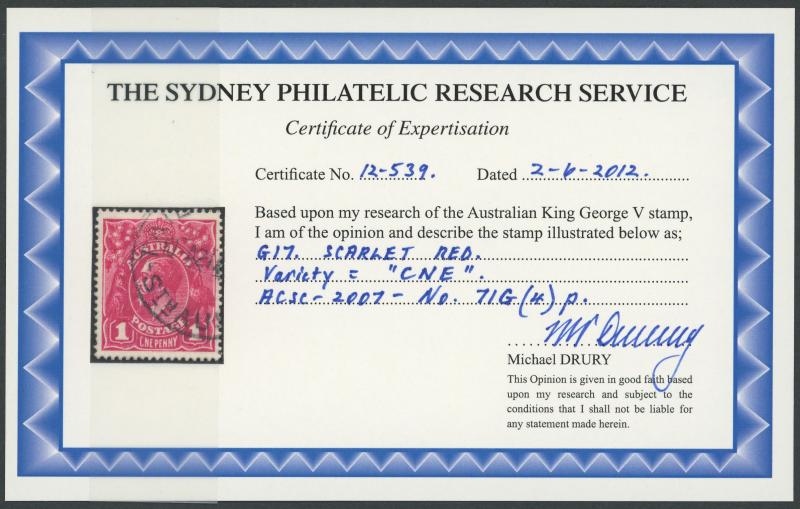 THE SYDNEY PHILATELIC RESEARCH SERVICE
Certificate of Expertisation
Certificate No. 12-539. Dated 2-6-2012.
Based upon my research of the Australian King George V stamp,
I am of the opinion and describe the stamp illustrated below as;
G17. SCARLET RED.
Variety = "CNE".
ACSC-2007- No. 71G(4)p.
Michael DRURY
This Opinion is given in good faith based
upon my research and subject to the
conditions that I shall not be liable for
any statement made herein.
AUSTRALIA
1 POSTAGE 1
CNE PENNY